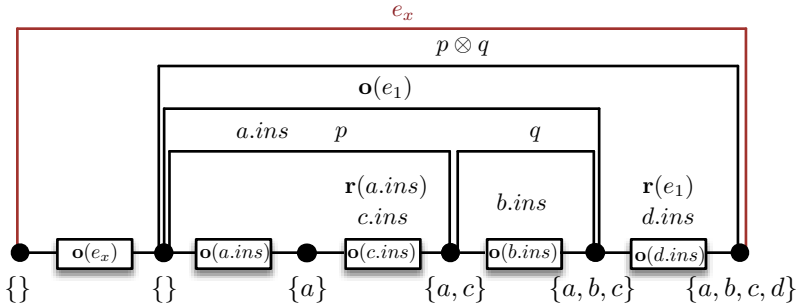 e_x
p ⊗ q
o(e_1)
a.ins p q
r(a.ins) r(e_1)
c.ins b.ins d.ins
o(e_x) o(a.ins) o(c.ins) o(b.ins) o(d.ins)
{} {} {a} {a, c} {a, b, c} {a, b, c, d}